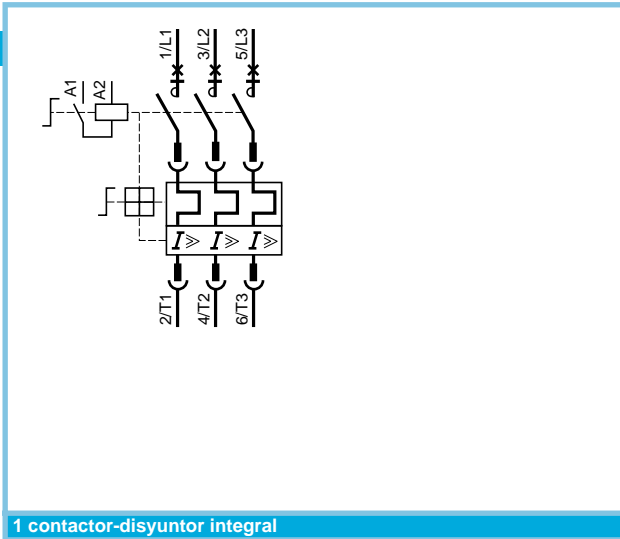 1/L1 3/L2 5/L3
A1 A2
I> I> I>
2/T1 4/T2 6/T3
1 contactor-disyuntor integral